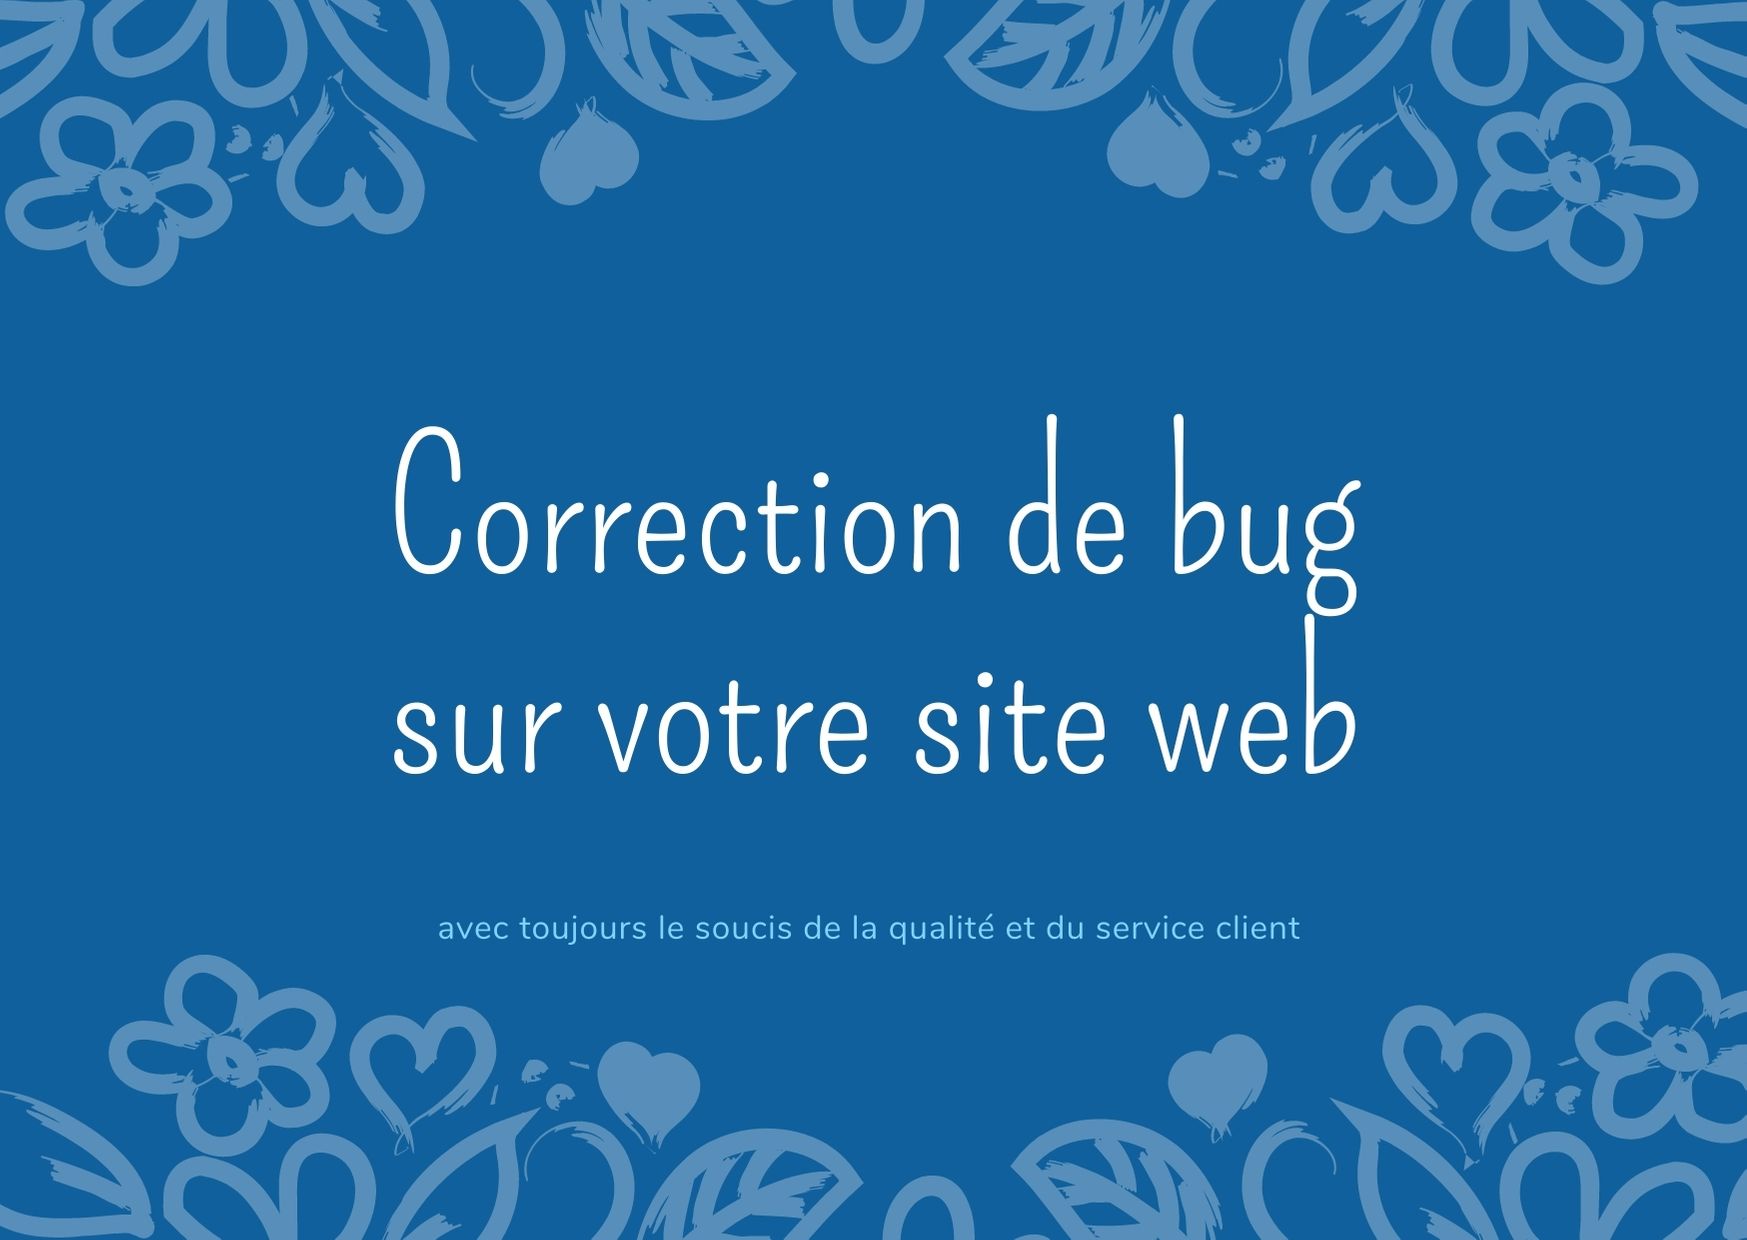 Correction de bug
sur votre site web
avec toujours le soucis de la qualité et du service client